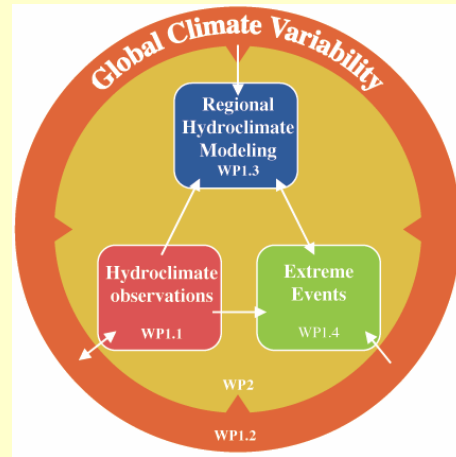 Global Climate Variability
Regional
Hydroclimate
Modeling
WP1.3
Hydroclimate
observations
WP1.1
Extreme
Events
WP1.4
WP2
WP1.2